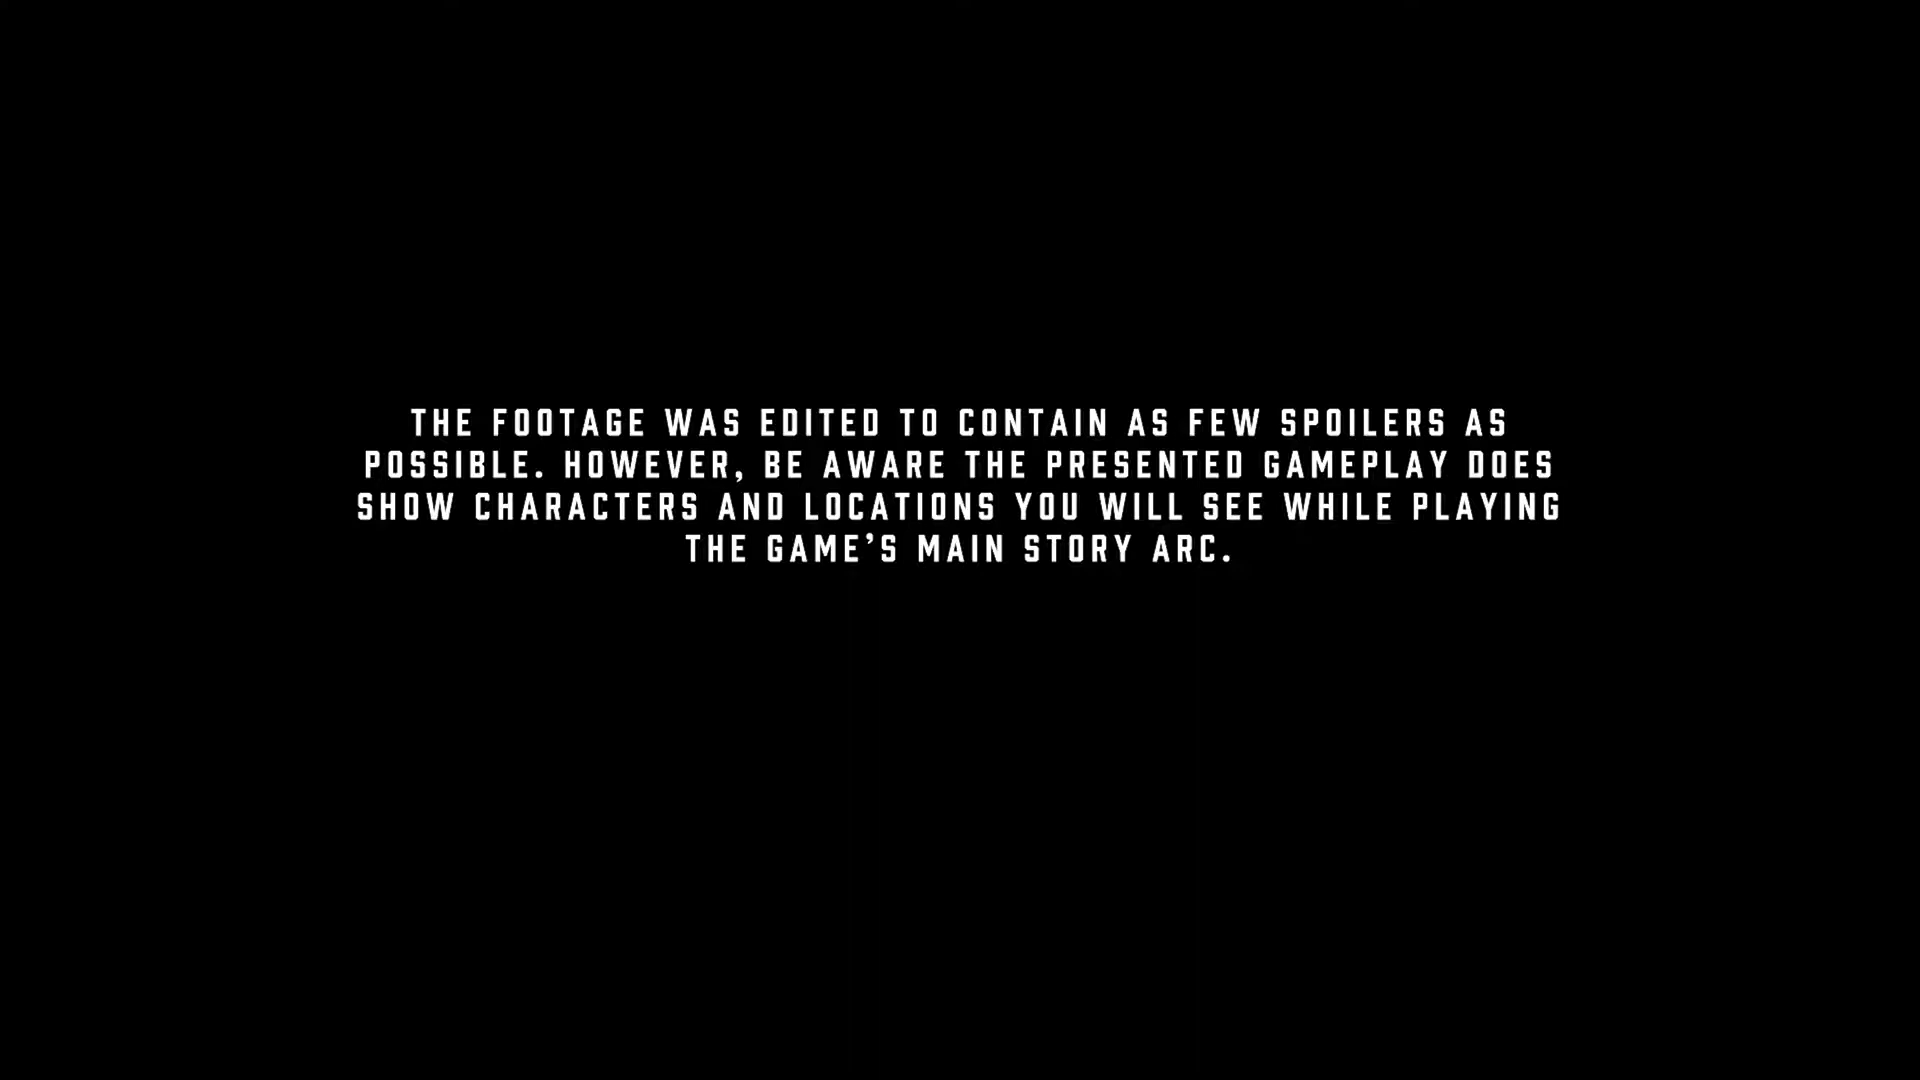 THE FOOTAGE WAS EDITED TO CONTAIN AS FEW SPOILERS AS
POSSIBLE. HOWEVER, BE AWARE THE PRESENTED GAMEPLAY DOES
SHOW CHARACTERS AND LOCATIONS YOU WILL SEE WHILE PLAYING
THE GAME’S MAIN STORY ARC.